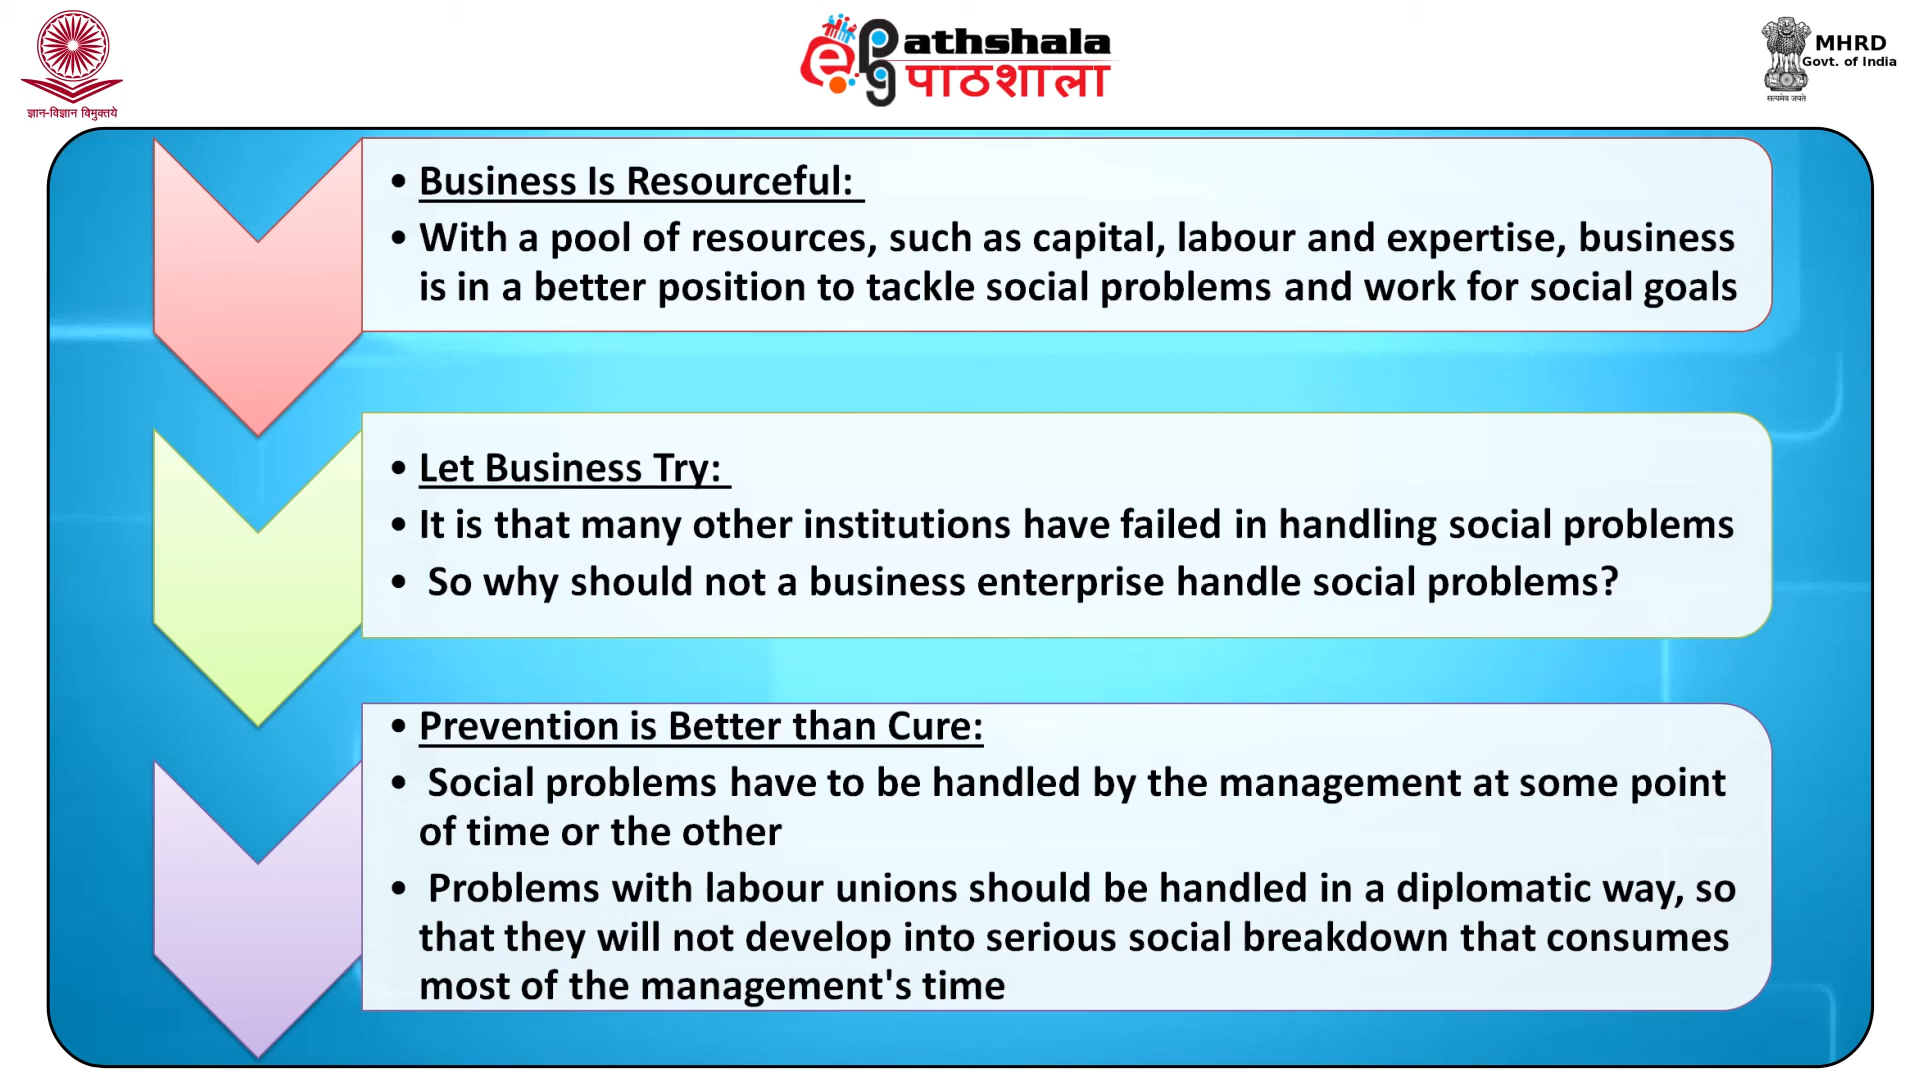 ज्ञान-विज्ञान विमुक्तये
e PG athshala
पाठशाला
MHRD
Govt. of India
सत्यमेव जयते
• Business Is Resourceful:
• With a pool of resources, such as capital, labour and expertise, business
is in a better position to tackle social problems and work for social goals
• Let Business Try:
• It is that many other institutions have failed in handling social problems
• So why should not a business enterprise handle social problems?
• Prevention is Better than Cure:
• Social problems have to be handled by the management at some point
of time or the other
• Problems with labour unions should be handled in a diplomatic way, so
that they will not develop into serious social breakdown that consumes
most of the management's time